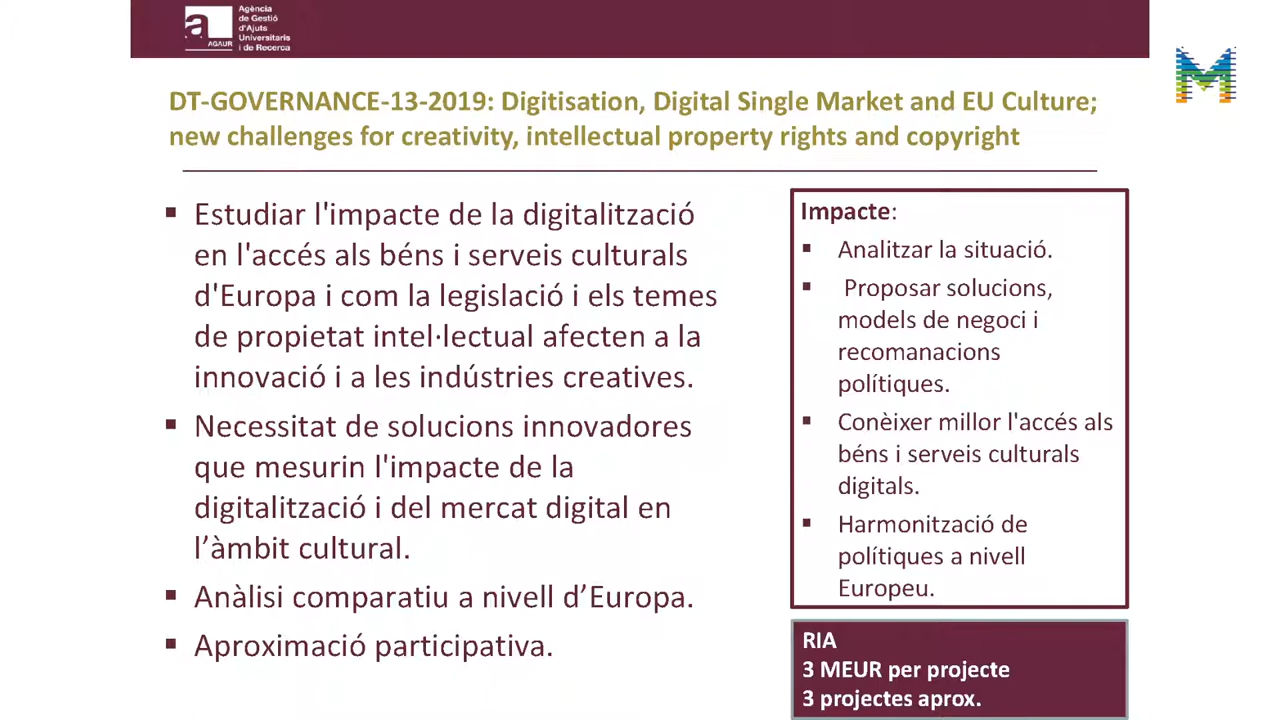 Agència
de Gestió
d'Ajuts
Universitaris
i de Recerca
a
AGAUR
M
DT-GOVERNANCE-13-2019: Digitisation, Digital Single Market and EU Culture;
new challenges for creativity, intellectual property rights and copyright
▪ Estudiar l'impacte de la digitalització
en l'accés als béns i serveis culturals
d'Europa i com la legislació i els temes
de propietat intel·lectual afecten a la
innovació i a les indústries creatives.
▪ Necessitat de solucions innovadores
que mesurin l'impacte de la
digitalització i del mercat digital en
l’àmbit cultural.
▪ Anàlisi comparatiu a nivell d’Europa.
▪ Aproximació participativa.
Impacte:
▪ Analitzar la situació.
▪ Proposar solucions,
models de negoci i
recomanacions
polítiques.
▪ Conèixer millor l'accés als
béns i serveis culturals
digitals.
▪ Harmonització de
polítiques a nivell
Europeu.
RIA
3 MEUR per projecte
3 projectes aprox.